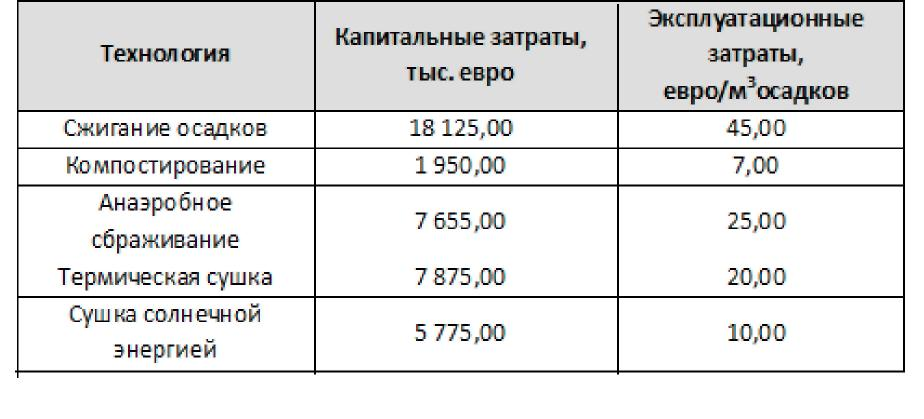 Технология
Капитальные затраты,
тыс. евро
Эксплуатационные
затраты,
евро/м³осадков
Сжигание осадков 18 125,00 45,00
Компостирование 1 950,00 7,00
Анаэробное
сбраживание
7 655,00 25,00
Термическая сушка 7 875,00 20,00
Сушка солнечной
энергией
5 775,00 10,00